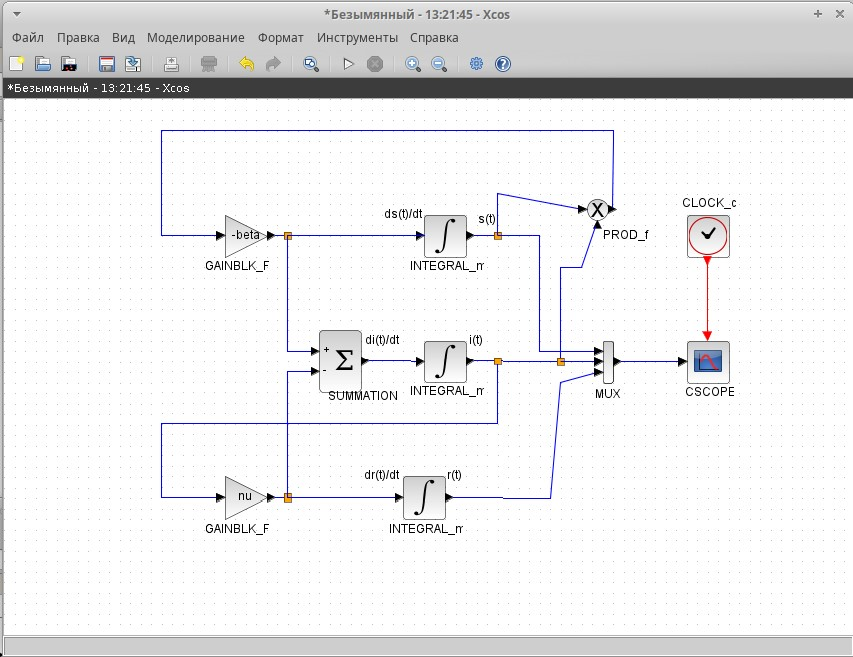 *Безымянный - 13:21:45 - Xcos
Файл Правка Вид Моделирование Формат Инструменты Справка
*Безымянный - 13:21:45 - Xcos
CLOCK_c
ds(t)/dt
s(t)
-beta
∫
X
PROD_f
GAINBLK_F
INTEGRAL_m
di(t)/dt
i(t)
+
-
Σ
∫
SUMMATION
INTEGRAL_m
MUX
CSCOPE
dr(t)/dt
r(t)
nu
∫
GAINBLK_F
INTEGRAL_m